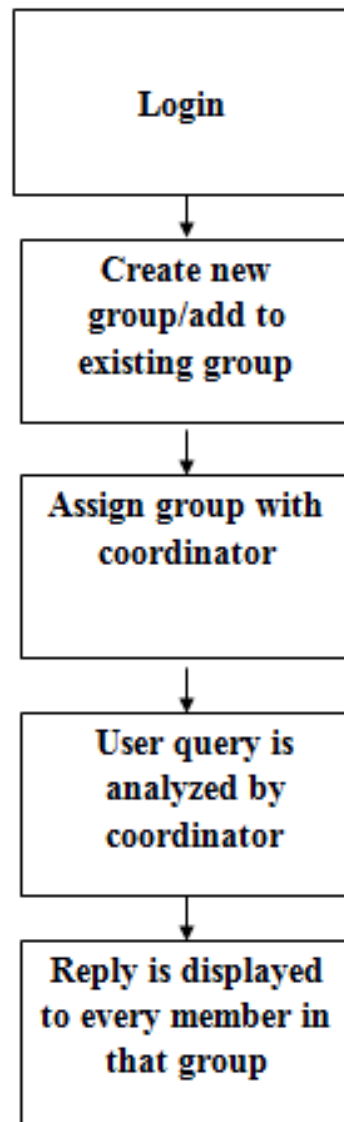 Login
Create new
group/add to
existing group
Assign group with
coordinator
User query is
analyzed by
coordinator
Reply is displayed
to every member in
that group